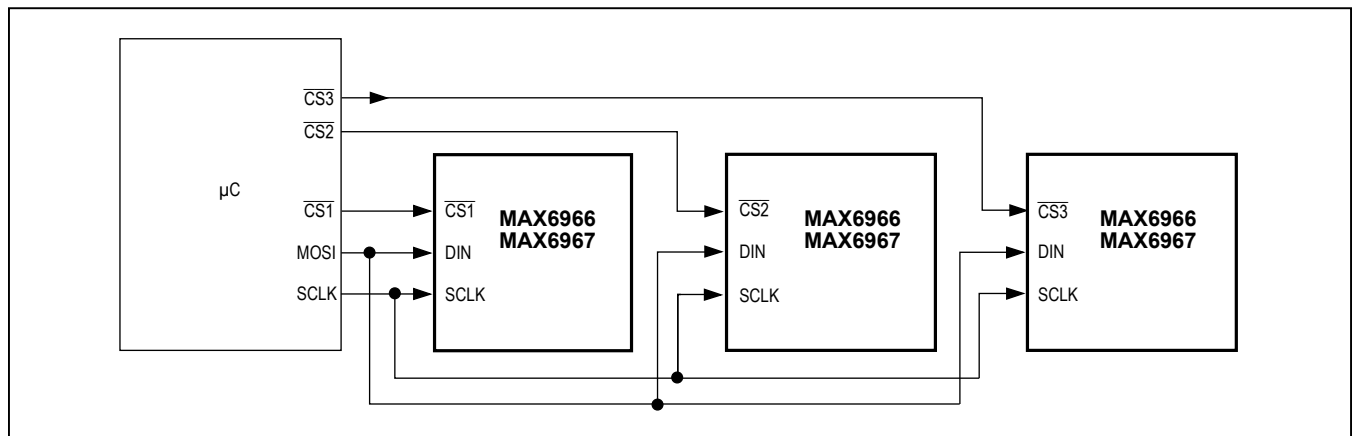 CS3
CS2
µC
CS1
MOSI
SCLK
CS1
DIN
SCLK
MAX6966
MAX6967
CS2
DIN
SCLK
MAX6966
MAX6967
CS3
DIN
SCLK
MAX6966
MAX6967